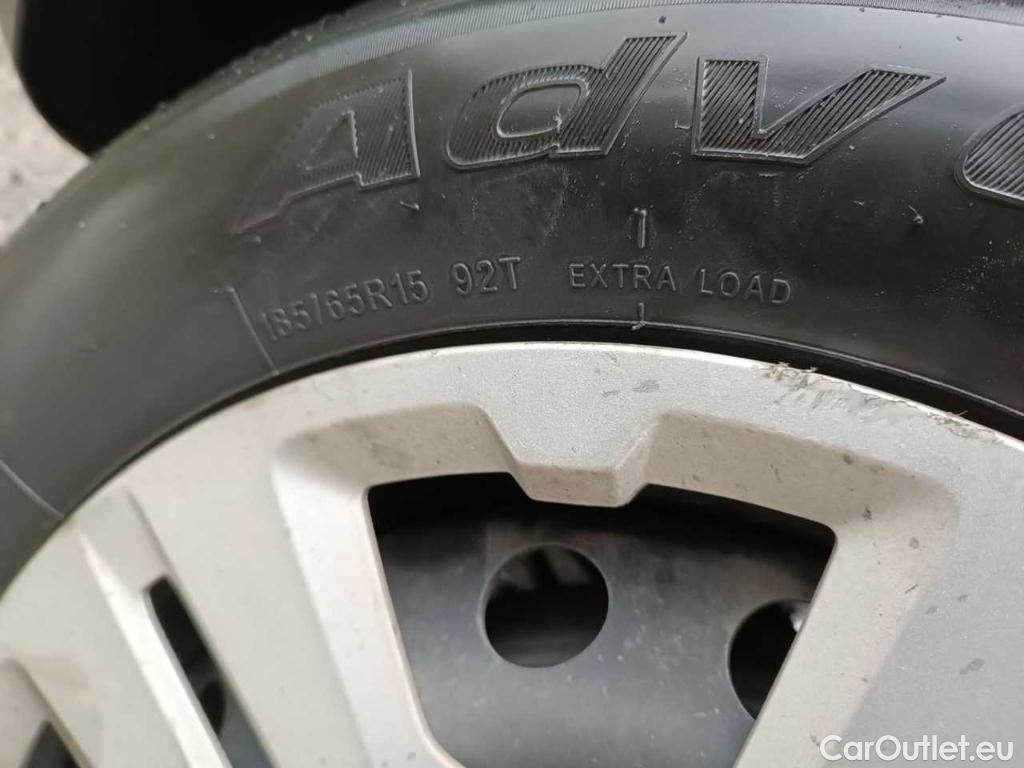 Adv
185/65R15 92T EXTRA LOAD
CarOutlet.eu